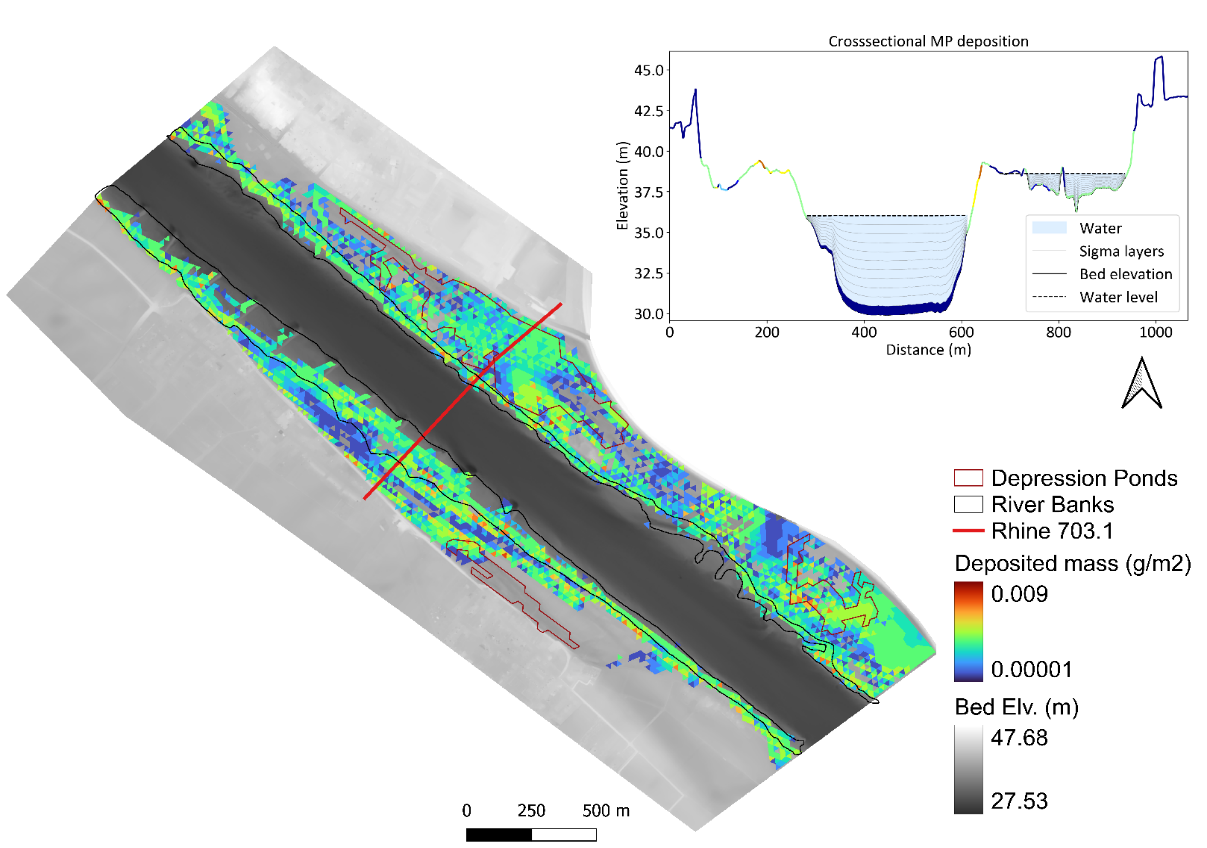 Crosssectional MP deposition
Elevation (m)
45.0
42.5
40.0
37.5
35.0
32.5
30.0
0 200 400 600 800 1000
Distance (m)
Water
Sigma layers
Bed elevation
Water level
Depression Ponds
River Banks
Rhine 703.1
Deposited mass (g/m2)
0.009
0.00001
Bed Elv. (m)
47.68
27.53
0 250 500 m